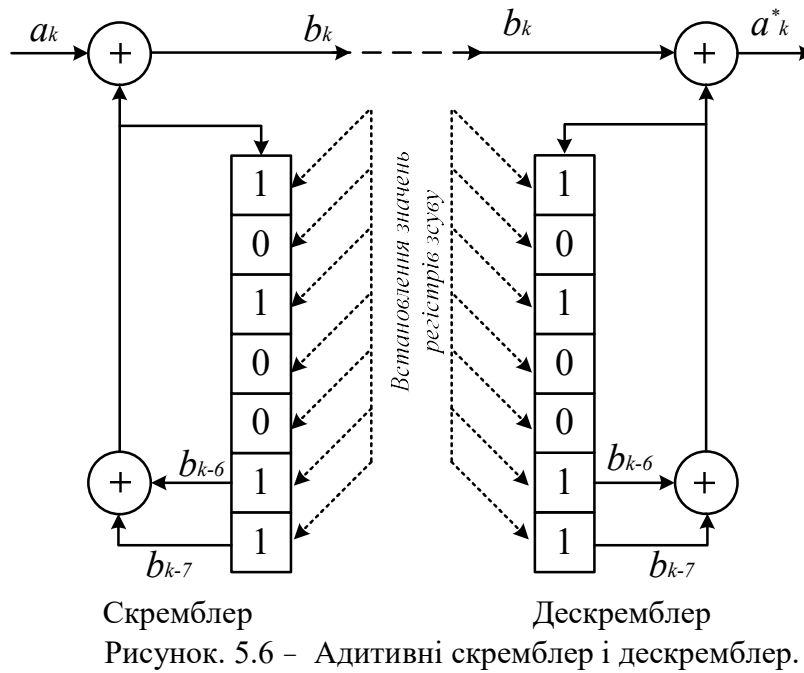 aₖ
+
bₖ
bₖ
+
a*ₖ
1
0
1
0
0
1
1
Встановлення значень
регістрів зсуву
1
0
1
0
0
1
1
+
bₖ₋₆
bₖ₋₇
bₖ₋₆
+
bₖ₋₇
Скремблер
Дескремблер
Рисунок. 5.6 – Адитивні скремблер і дескремблер.